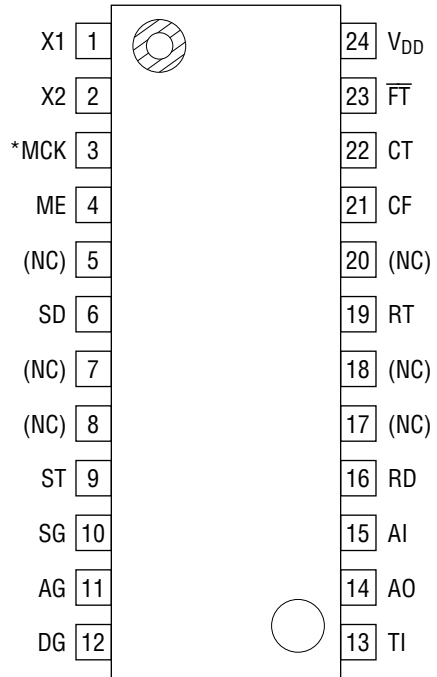 X1 1 24 VDD
X2 2 23 F̅T̅
*MCK 3 22 CT
ME 4 21 CF
(NC) 5 20 (NC)
SD 6 19 RT
(NC) 7 18 (NC)
(NC) 8 17 (NC)
ST 9 16 RD
SG 10 15 AI
AG 11 14 AO
DG 12 13 TI